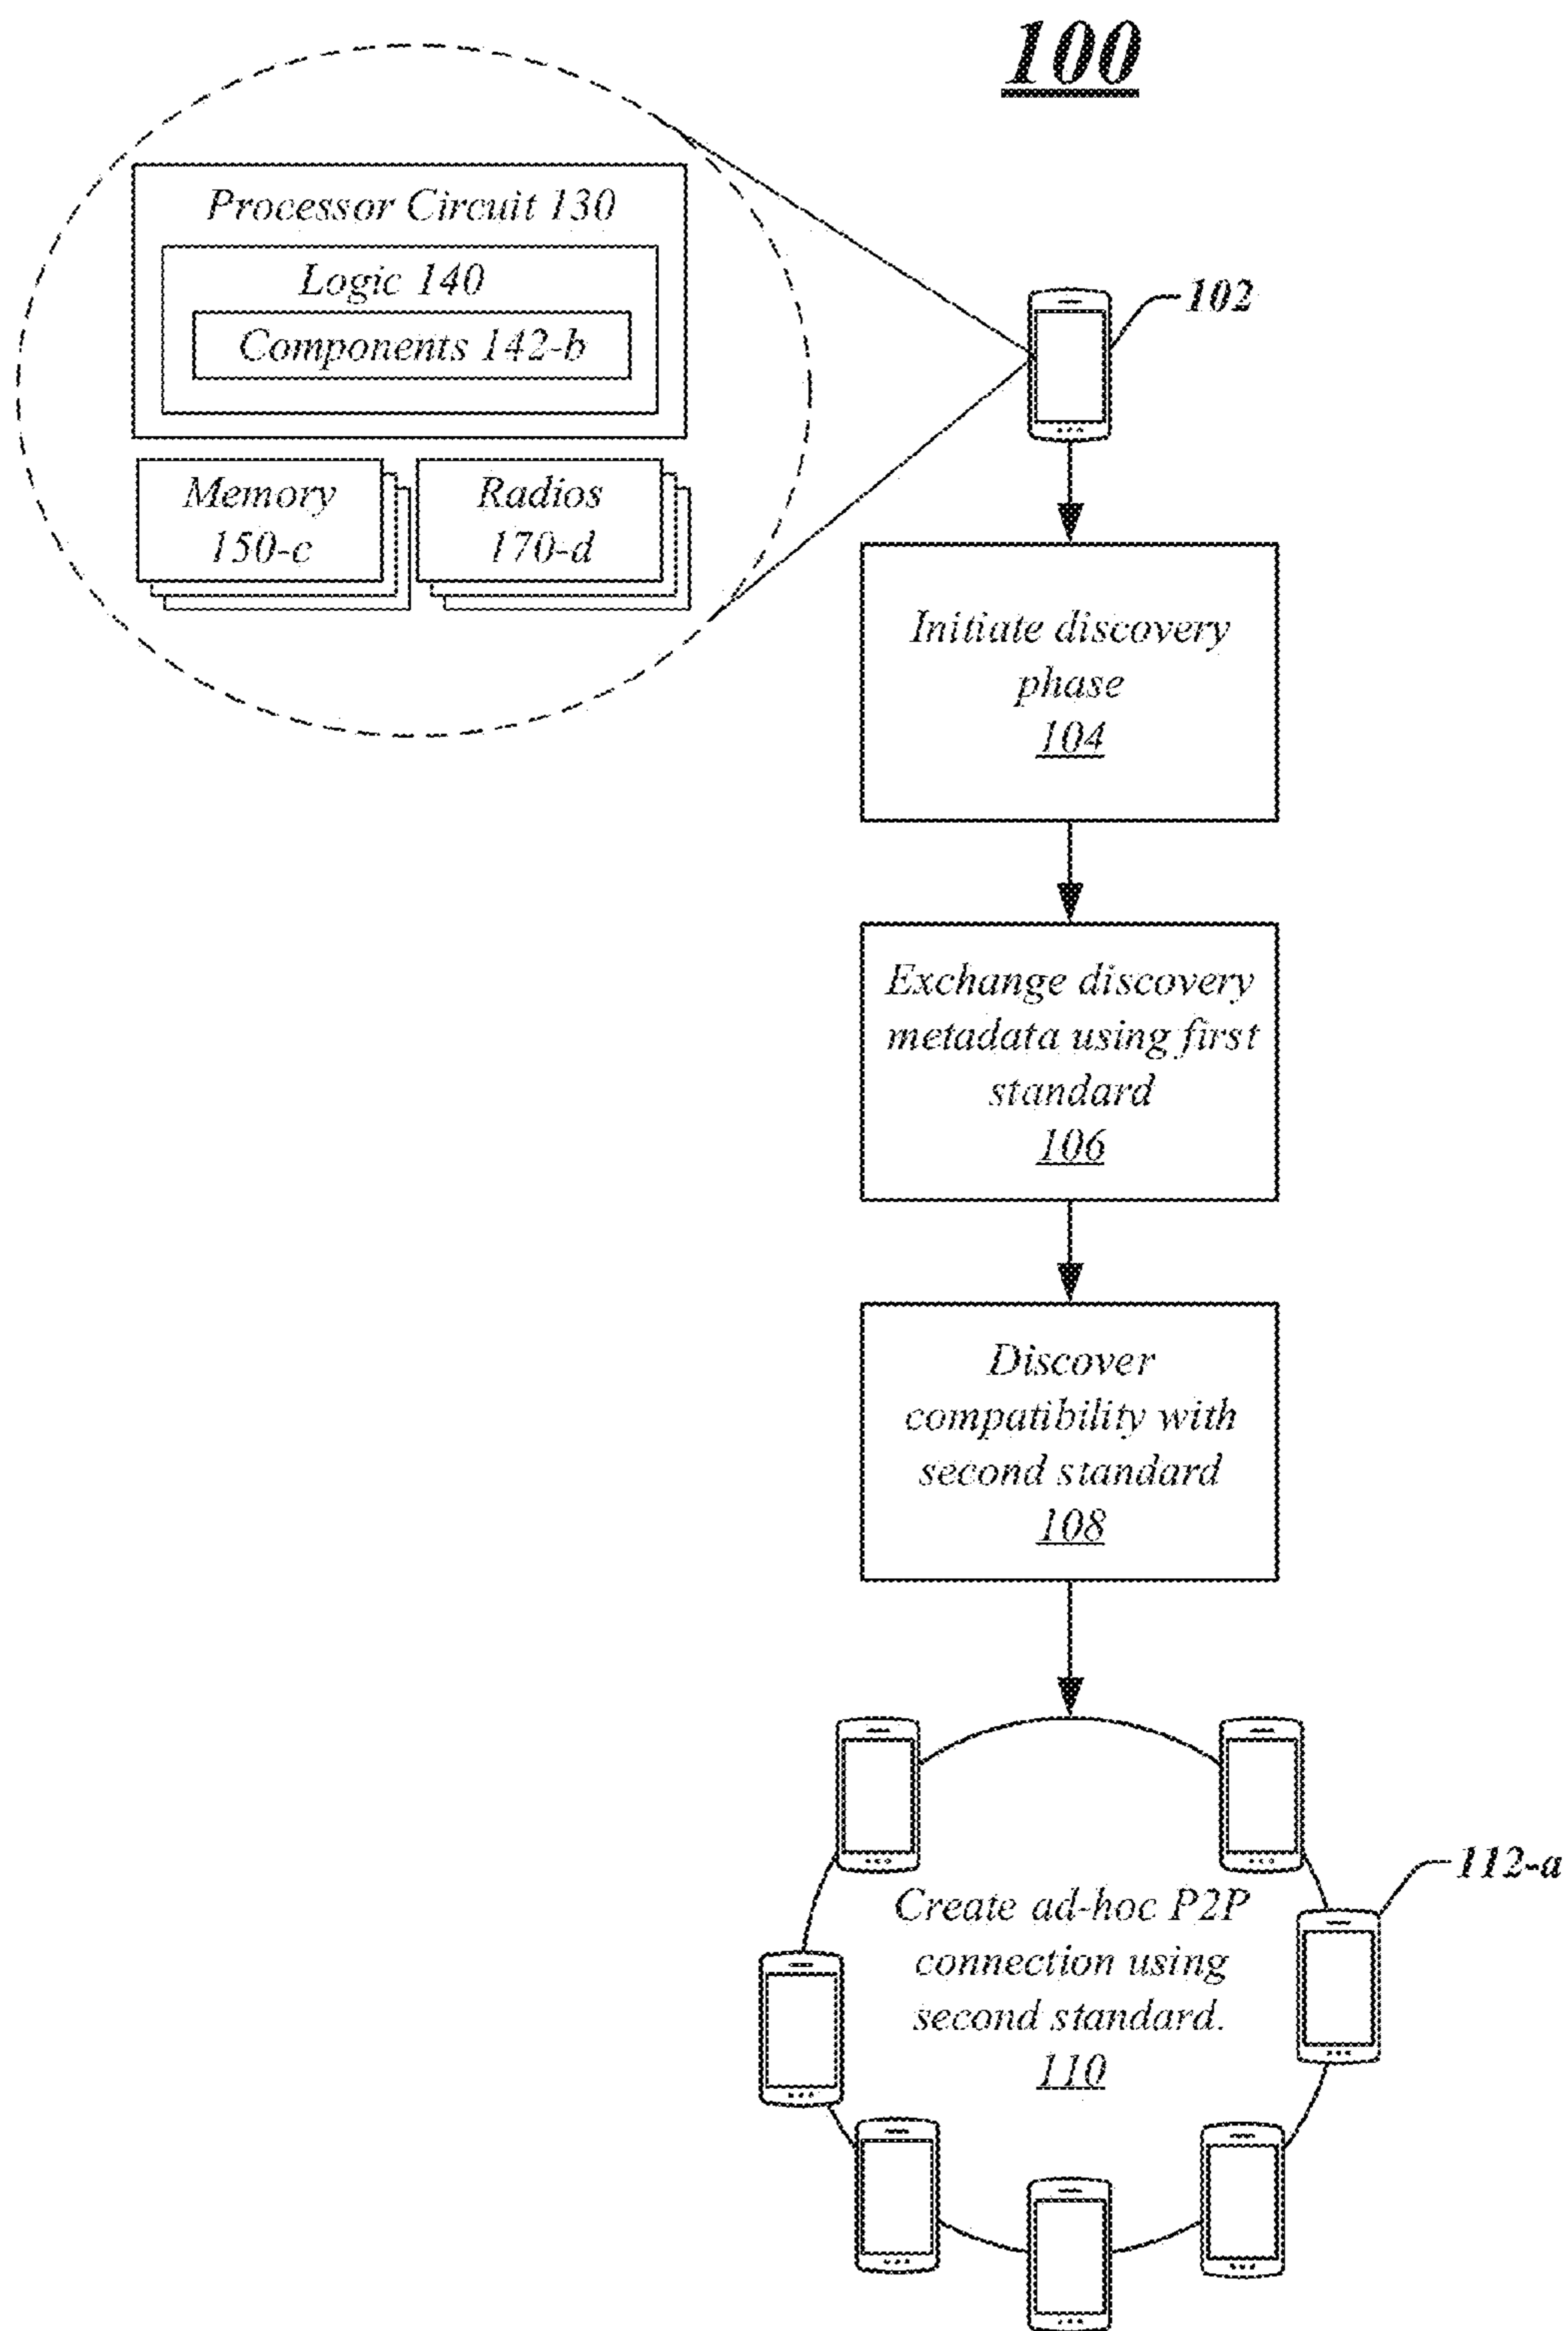 100
Processor Circuit 130
Logic 140
Components 142-b
Memory
150-c
Radios
170-d
102
Initiate discovery
phase
104
Exchange discovery
metadata using first
standard
106
Discover
compatibility with
second standard
108
112-a
Create ad-hoc P2P
connection using
second standard.
110